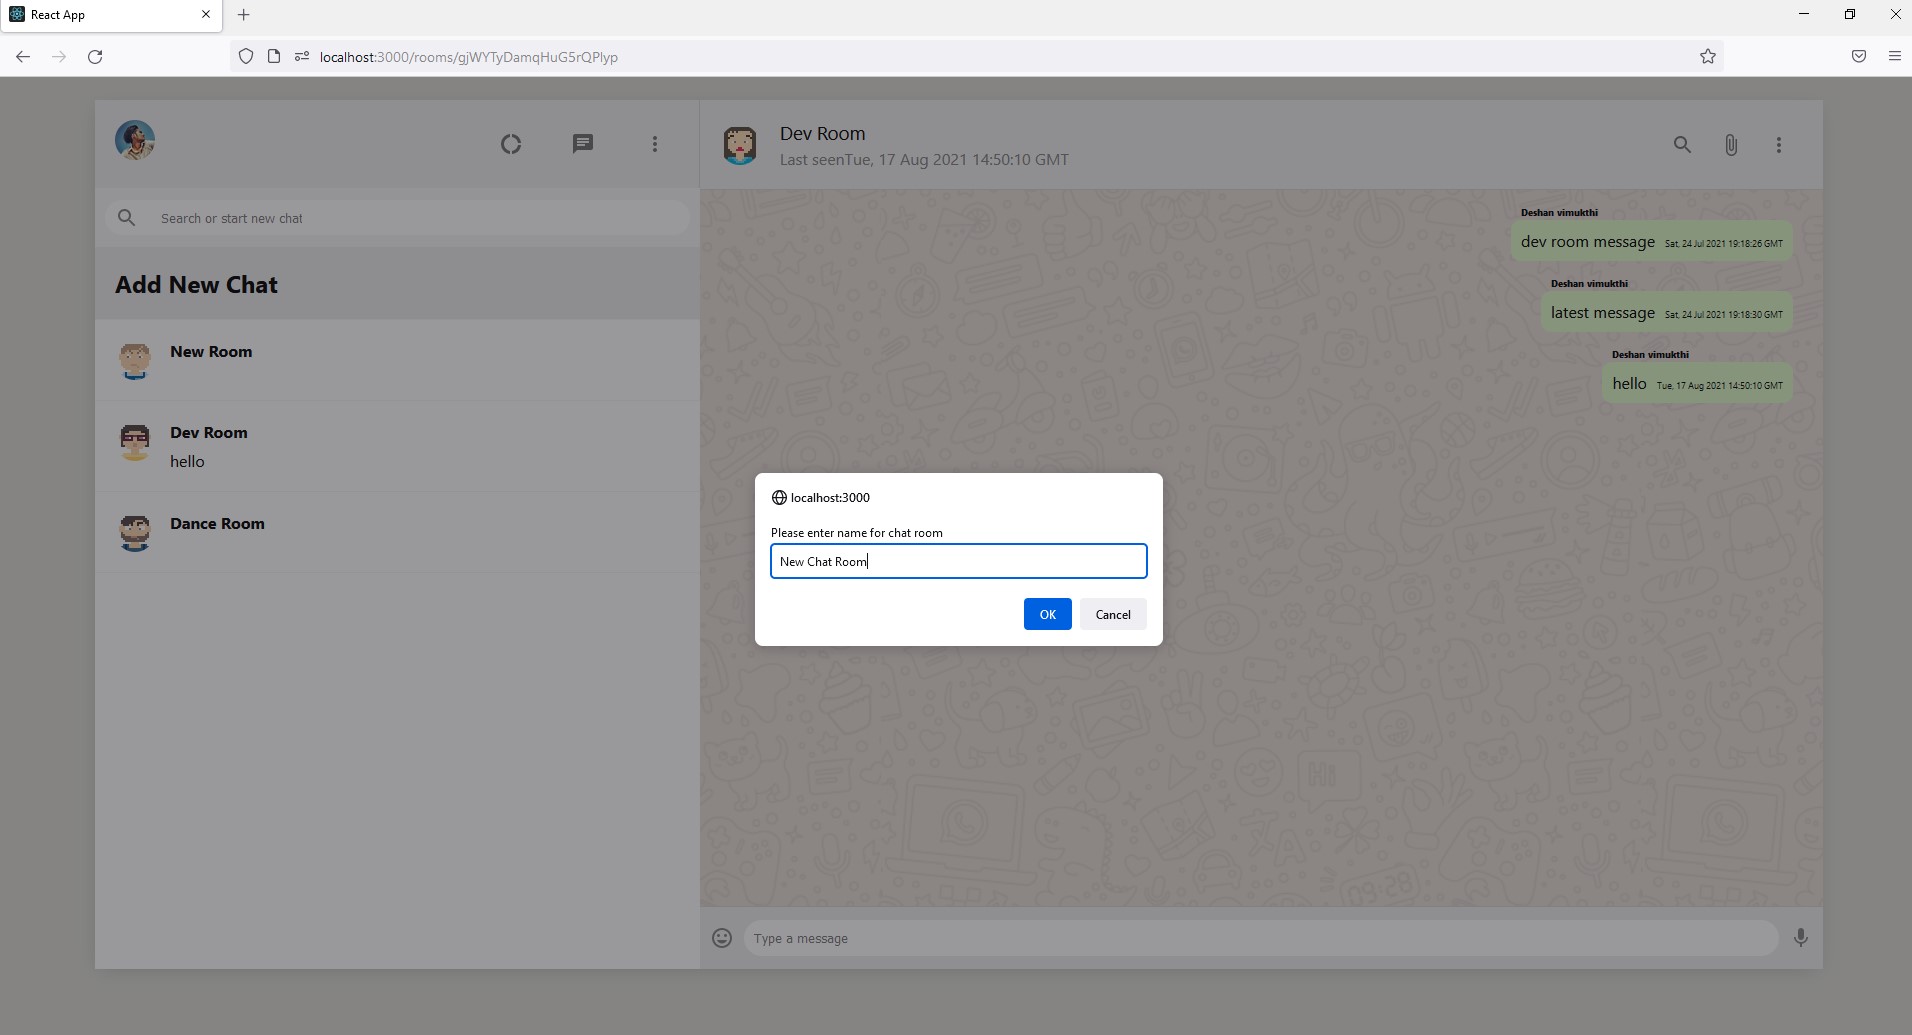 React App
localhost:3000/rooms/gjWYTyDamqHuG5rQPlyp
Search or start new chat
Add New Chat
New Room
Dev Room
hello
Dance Room
Dev Room
Last seenTue, 17 Aug 2021 14:50:10 GMT
Deshan vimukthi
dev room message Sat, 24 Jul 2021 19:18:26 GMT
Deshan vimukthi
latest message Sat, 24 Jul 2021 19:18:30 GMT
Deshan vimukthi
hello Tue, 17 Aug 2021 14:50:10 GMT
localhost:3000
Please enter name for chat room
New Chat Room
OK Cancel
Hi
09:28
Type a message